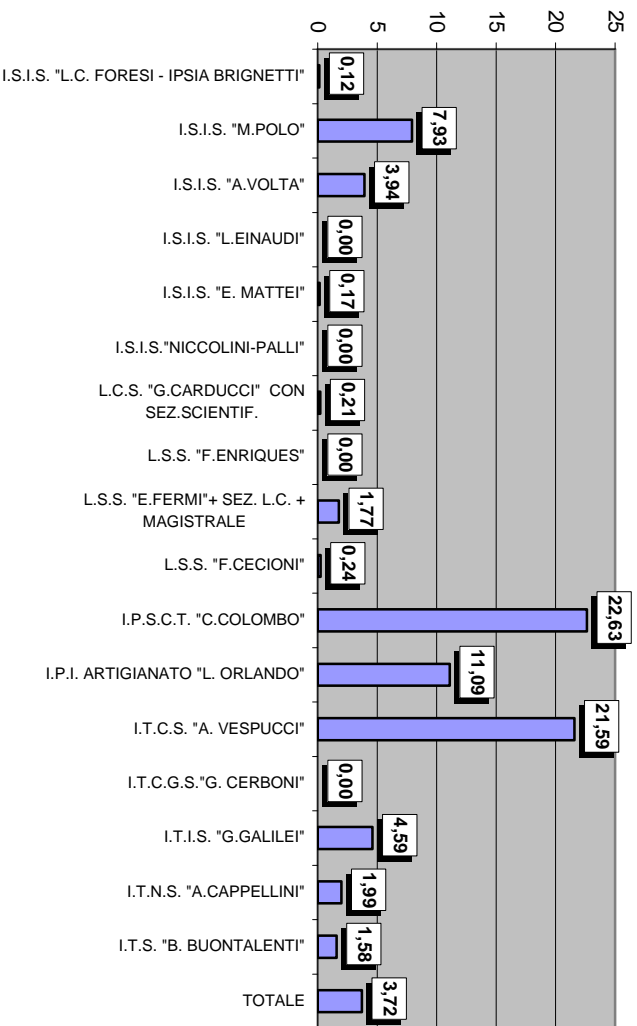 0
5
10
15
20
25
I.S.I.S. "L.C. FORESI - IPSIA BRIGNETTI"
0,12
I.S.I.S. "M.POLO"
7,93
I.S.I.S. "A.VOLTA"
3,94
I.S.I.S. "L.EINAUDI"
0,00
I.S.I.S. "E. MATTEI"
0,17
I.S.I.S."NICCOLINI-PALLI"
0,00
L.C.S. "G.CARDUCCI" CON
SEZ.SCIENTIF.
0,21
L.S.S. "F.ENRIQUES"
0,00
L.S.S. "E.FERMI"+ SEZ. L.C. +
MAGISTRALE
1,77
L.S.S. "F.CECIONI"
0,24
I.P.S.C.T. "C.COLOMBO"
22,63
I.P.I. ARTIGIANATO "L. ORLANDO"
11,09
I.T.C.S. "A. VESPUCCI"
21,59
I.T.C.G.S."G. CERBONI"
0,00
I.T.I.S. "G.GALILEI"
4,59
I.T.N.S. "A.CAPPELLINI"
1,99
I.T.S. "B. BUONTALENTI"
1,58
TOTALE
3,72